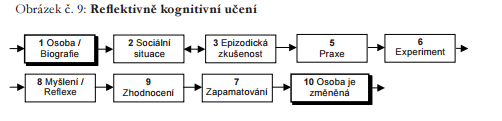 Obrázek č. 9: Reflektivně kognitivní učení
1 Osoba /
Biografie
2 Sociální
situace
3 Epizodická
zkušenost
5
Praxe
6
Experiment
8 Myšlení /
Reflexe
9
Zhodnocení
7
Zapamatování
10 Osoba je
změněná